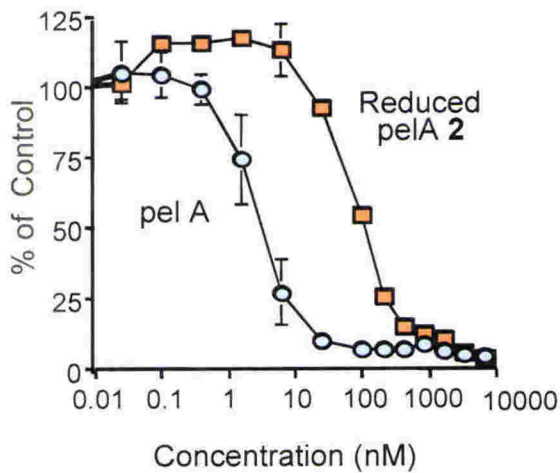 125
100
75
50
25
0
% of Control
Reduced
pelA 2
pel A
0.01 0.1 1 10 100 1000 10000
Concentration (nM)